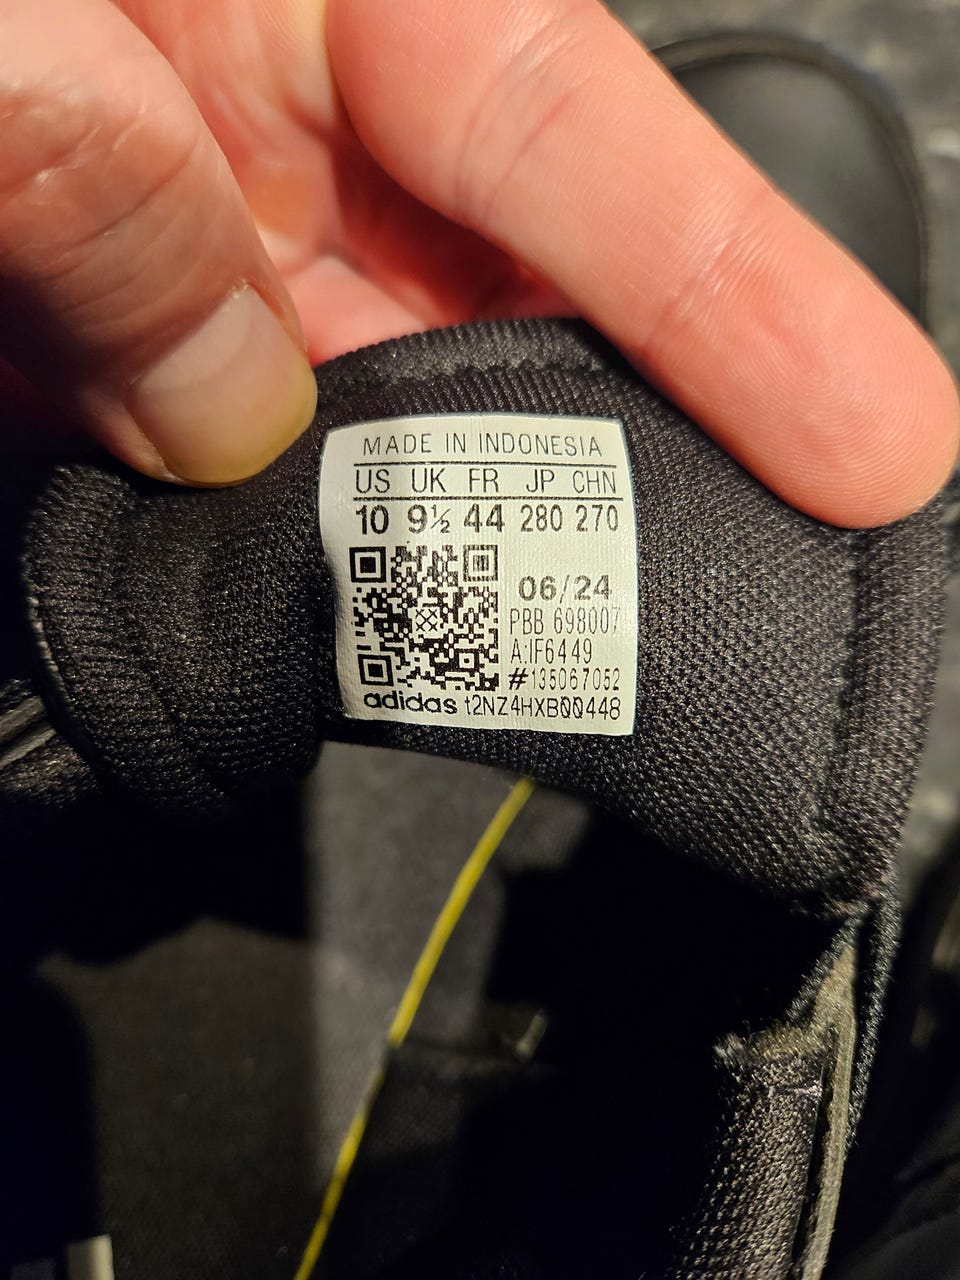 MADE IN INDONESIA
US UK FR JP CHN
10 9½ 44 280 270
06/24
PBB 698007
A:IF6449
#135067052
adidas t2NZ4HXBQQ448